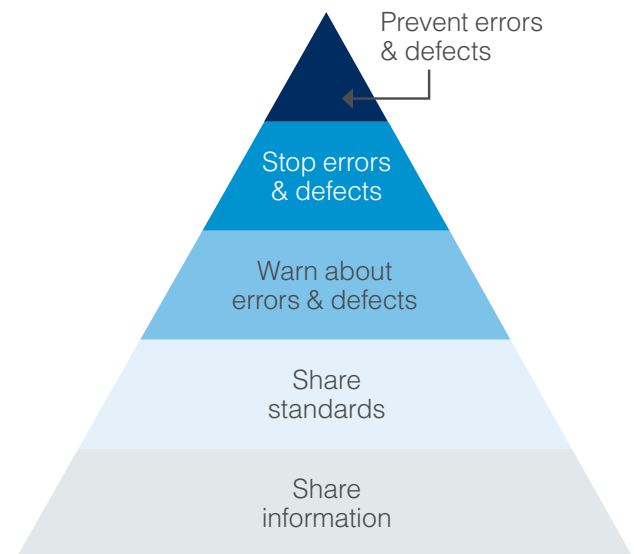 Prevent errors
& defects
Stop errors
& defects
Warn about
errors & defects
Share
standards
Share
information